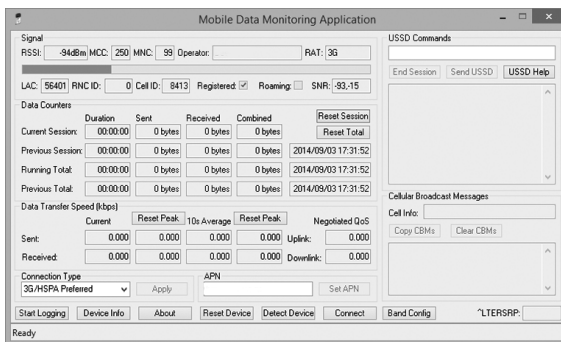 Mobile Data Monitoring Application
Signal
RSSI: -94dBm MCC: 250 MNC: 99 Operator: RAT: 3G
LAC: 56401 RNC ID: 0 Cell ID: 8413 Registered: Roaming: SNR: -93,-15
Data Counters
Duration Sent Received Combined Reset Session
Current Session: 00:00:00 0 bytes 0 bytes 0 bytes Reset Total
Previous Session: 00:00:00 0 bytes 0 bytes 0 bytes 2014/09/03 17:31:52
Running Total: 00:00:00 0 bytes 0 bytes 0 bytes 2014/09/03 17:31:52
Previous Total: 00:00:00 0 bytes 0 bytes 0 bytes 2014/09/03 17:31:52
Data Transfer Speed (kbps)
Current Reset Peak 10s Average Reset Peak Negotiated QoS
Sent: 0.000 0.000 0.000 0.000 Uplink: 0.000
Received: 0.000 0.000 0.000 0.000 Downlink: 0.000
Connection Type
3G/HSPA Preferred Apply
APN
Set APN
Start Logging Device Info About Reset Device Detect Device Connect
USSD Commands
End Session Send USSD USSD Help
Cellular Broadcast Messages
Cell Info:
Copy CBMs Clear CBMs
Band Config ^LTERSRP:
Ready